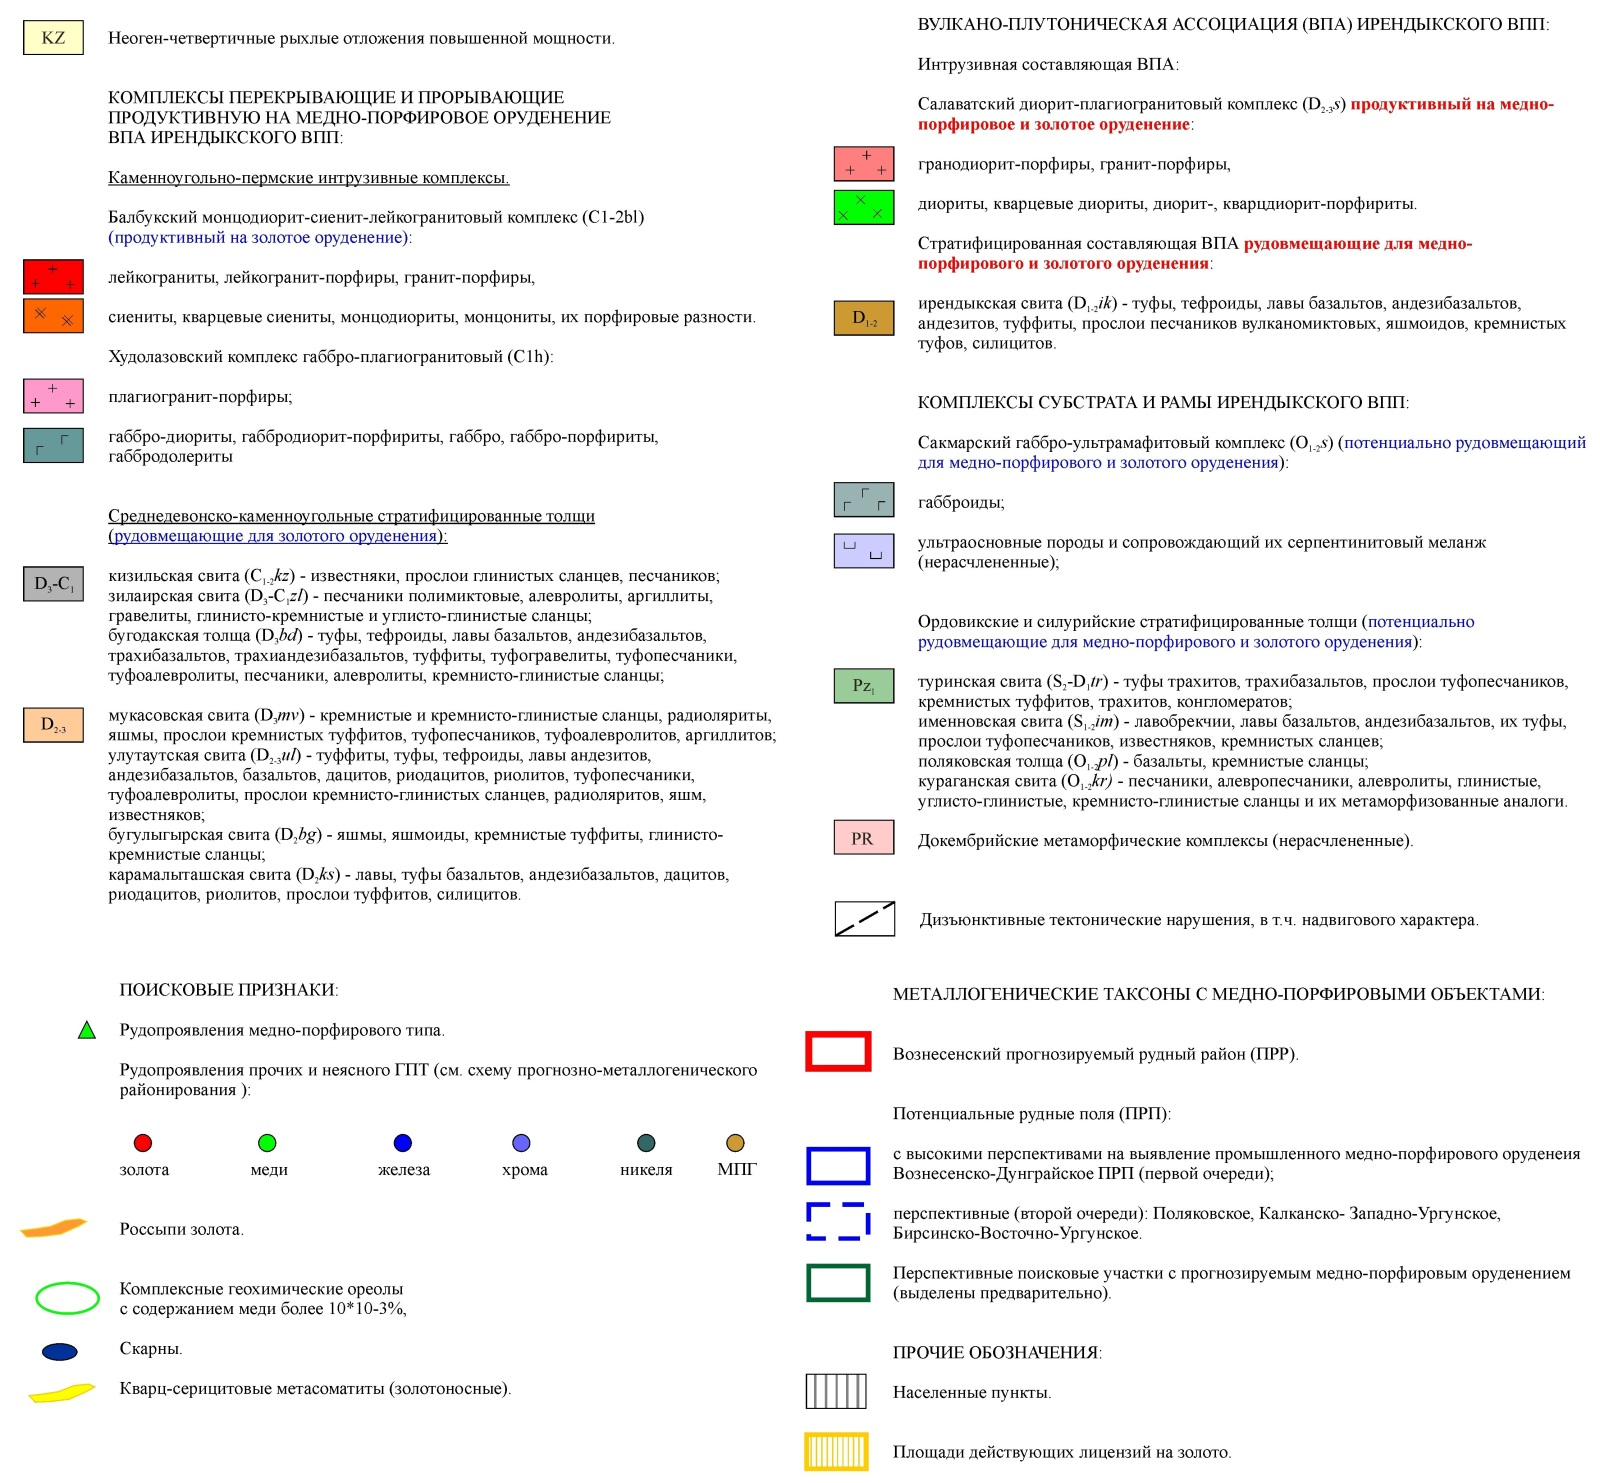 KZ
Неоген-четвертичные рыхлые отложения повышенной мощности.
КОМПЛЕКСЫ ПЕРЕКРЫВАЮЩИЕ И ПРОРЫВАЮЩИЕ
ПРОДУКТИВНУЮ НА МЕДНО-ПОРФИРОВОЕ ОРУДЕНЕНИЕ
ВПА ИРЕНДЫКСКОГО ВПП:
Каменноугольно-пермские интрузивные комплексы.
Балбукский монцодиорит-сиенит-лейкогранитовый комплекс (C1-2bl)
(продуктивный на золотое оруденение):
лейкограниты, лейкогранит-порфиры, гранит-порфиры,
сиениты, кварцевые сиениты, монцодиориты, монцониты, их порфировые разности.
Худолазовский комплекс габбро-плагиогранитовый (C1h):
плагиогранит-порфиры;
габбро-диориты, габбродиорит-порфириты, габбро, габбро-порфириты,
габбродолериты
Среднедевонско-каменноугольные стратифицированные толщи
(рудовмещающие для золотого оруденения):
D3-C1
кизильская свита (C1-2kz) - известняки, прослои глинистых сланцев, песчаников;
зилаирская свита (D3-C1zl) - песчаники полимиктовые, алевролиты, аргиллиты,
гравелиты, глинисто-кремнистые и углисто-глинистые сланцы;
бугодакская толща (D3bd) - туфы, тефроиды, лавы базальтов, андезибазальтов,
трахибазальтов, трахиандезибазальтов, туффиты, туфогравелиты, туфопесчаники,
туфоалевролиты, песчаники, алевролиты, кремнисто-глинистые сланцы;
D2-3
мукасовская свита (D3mv) - кремнистые и кремнисто-глинистые сланцы, радиоляриты,
яшмы, прослои кремнистых туффитов, туфопесчаников, туфоалевролитов, аргиллитов;
улутаутская свита (D2-3ul) - туффиты, туфы, тефроиды, лавы андезитов,
андезибазальтов, базальтов, дацитов, риодацитов, риолитов, туфопесчаники,
туфоалевролиты, прослои кремнисто-глинистых сланцев, радиоляритов, яшм,
известняков;
бугулыгырская свита (D2bg) - яшмы, яшмоиды, кремнистые туффиты, глинисто-
кремнистые сланцы;
карамалыташская свита (D2ks) - лавы, туфы базальтов, андезибазальтов, дацитов,
риодацитов, риолитов, прослои туффитов, силицитов.
ПОИСКОВЫЕ ПРИЗНАКИ:
Рудопроявления медно-порфирового типа.
Рудопроявления прочих и неясного ГПТ (см. схему прогнозно-металлогенического
районирования ):
золота меди железа хрома никеля МПГ
Россыпи золота.
Комплексные геохимические ореолы
с содержанием меди более 10*10-3%,
Скарны.
Кварц-серицитовые метасоматиты (золотоносные).
ВУЛКАНО-ПЛУТОНИЧЕСКАЯ АССОЦИАЦИЯ (ВПА) ИРЕНДЫКСКОГО ВПП:
Интрузивная составляющая ВПА:
Салаватский диорит-плагиогранитовый комплекс (D2-3s) продуктивный на медно-
порфировое и золотое оруденение:
гранодиорит-порфиры, гранит-порфиры,
диориты, кварцевые диориты, диорит-, кварцдиорит-порфириты.
Стратифицированная составляющая ВПА рудовмещающие для медно-
порфирового и золотого оруденения:
D1-2
ирендыкская свита (D1-2ik) - туфы, тефроиды, лавы базальтов, андезибазальтов,
андезитов, туффиты, прослои песчаников вулканомиктовых, яшмоидов, кремнистых
туфов, силицитов.
КОМПЛЕКСЫ СУБСТРАТА И РАМЫ ИРЕНДЫКСКОГО ВПП:
Сакмарский габбро-ультрамафитовый комплекс (O1-2s) (потенциально рудовмещающий
для медно-порфирового и золотого оруденения):
габброиды;
ультраосновные породы и сопровождающий их серпентинитовый меланж
(нерасчлененные);
Ордовикские и силурийские стратифицированные толщи (потенциально
рудовмещающие для медно-порфирового и золотого оруденения):
Pz1
туринская свита (S2-D1tr) - туфы трахитов, трахибазальтов, прослои туфопесчаников,
кремнистых туффитов, трахитов, конгломератов;
именновская свита (S1-2im) - лавобрекчии, лавы базальтов, андезибазальтов, их туфы,
прослои туфопесчаников, известняков, кремнистых сланцев;
поляковская толща (O1-2pl) - базальты, кремнистые сланцы;
кураганская свита (O1-2kr) - песчаники, алевропесчаники, алевролиты, глинистые,
углисто-глинистые, кремнисто-глинистые сланцы и их метаморфизованные аналоги.
PR
Докембрийские метаморфические комплексы (нерасчлененные).
Дизъюнктивные тектонические нарушения, в т.ч. надвигового характера.
МЕТАЛЛОГЕНИЧЕСКИЕ ТАКСОНЫ С МЕДНО-ПОРФИРОВЫМИ ОБЪЕКТАМИ:
Вознесенский прогнозируемый рудный район (ПРР).
Потенциальные рудные поля (ПРП):
с высокими перспективами на выявление промышленного медно-порфирового оруденеия
Вознесенско-Дунграйское ПРП (первой очереди);
перспективные (второй очереди): Поляковское, Калканско- Западно-Ургунское,
Бирсинско-Восточно-Ургунское.
Перспективные поисковые участки с прогнозируемым медно-порфировым оруденением
(выделены предварительно).
ПРОЧИЕ ОБОЗНАЧЕНИЯ:
Населенные пункты.
Площади действующих лицензий на золото.